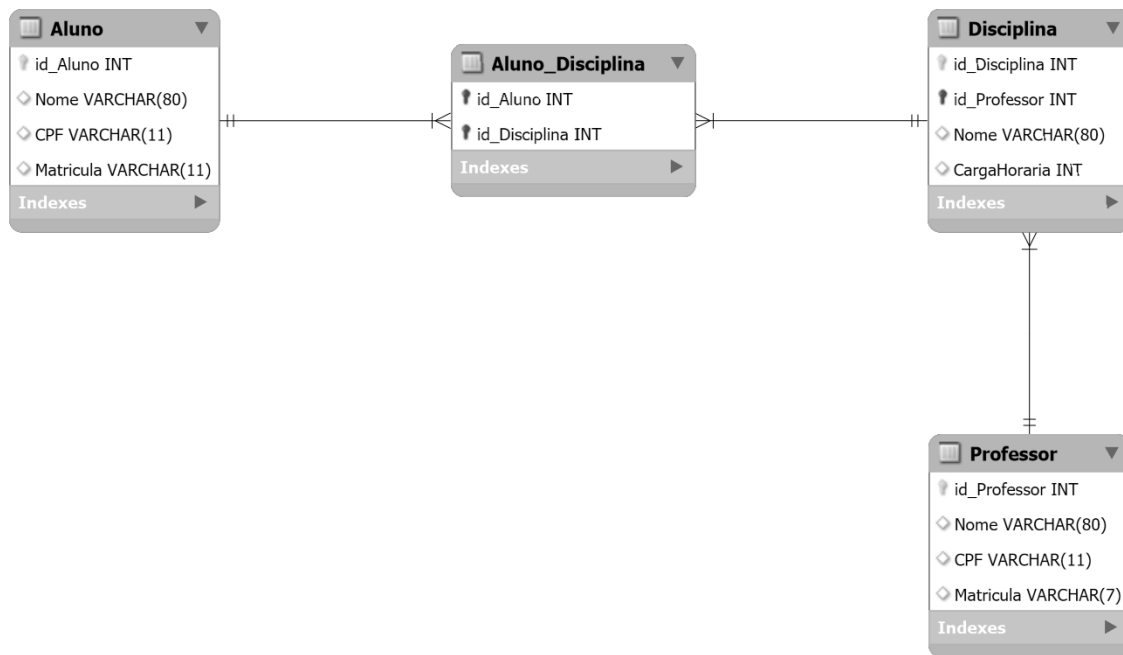 Aluno
id_Aluno INT
Nome VARCHAR(80)
CPF VARCHAR(11)
Matricula VARCHAR(11)
Indexes
Aluno_Disciplina
id_Aluno INT
id_Disciplina INT
Indexes
Disciplina
id_Disciplina INT
id_Professor INT
Nome VARCHAR(80)
CargaHoraria INT
Indexes
Professor
id_Professor INT
Nome VARCHAR(80)
CPF VARCHAR(11)
Matricula VARCHAR(7)
Indexes